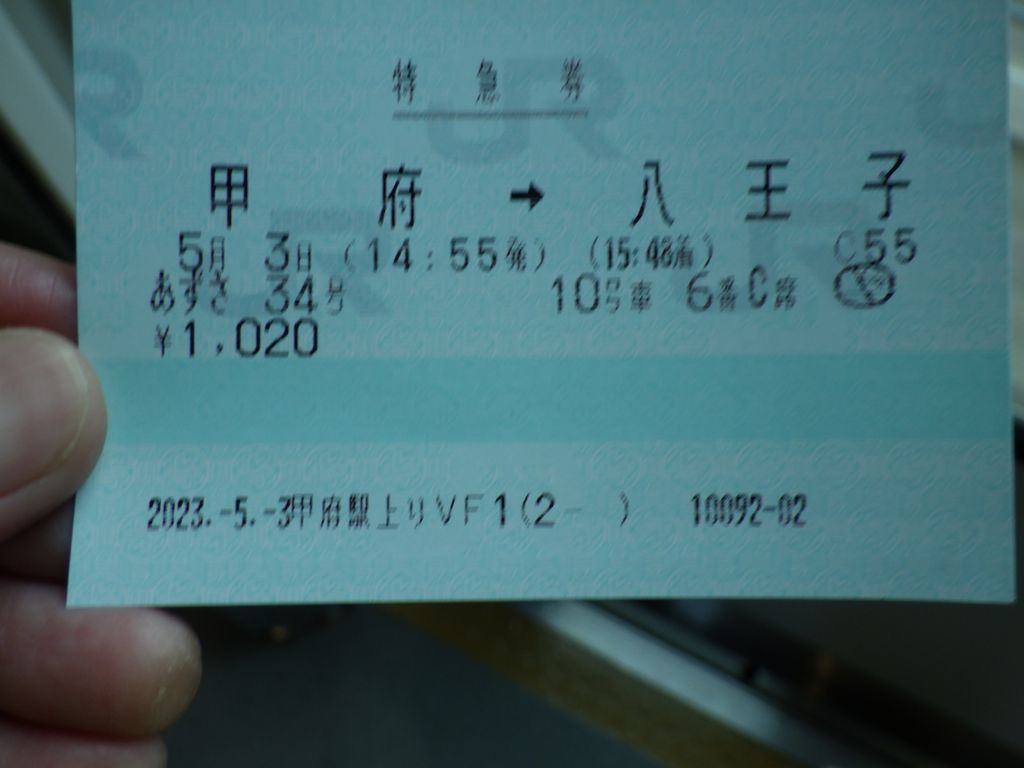 特急券
甲府 → 八王子
5月 3日 (14:55発) (15:48着) C55
あずさ 34号 10号車 6番C席
¥1,020
2023.-5.-3甲府駅上りVF1(2- ) 10092-02